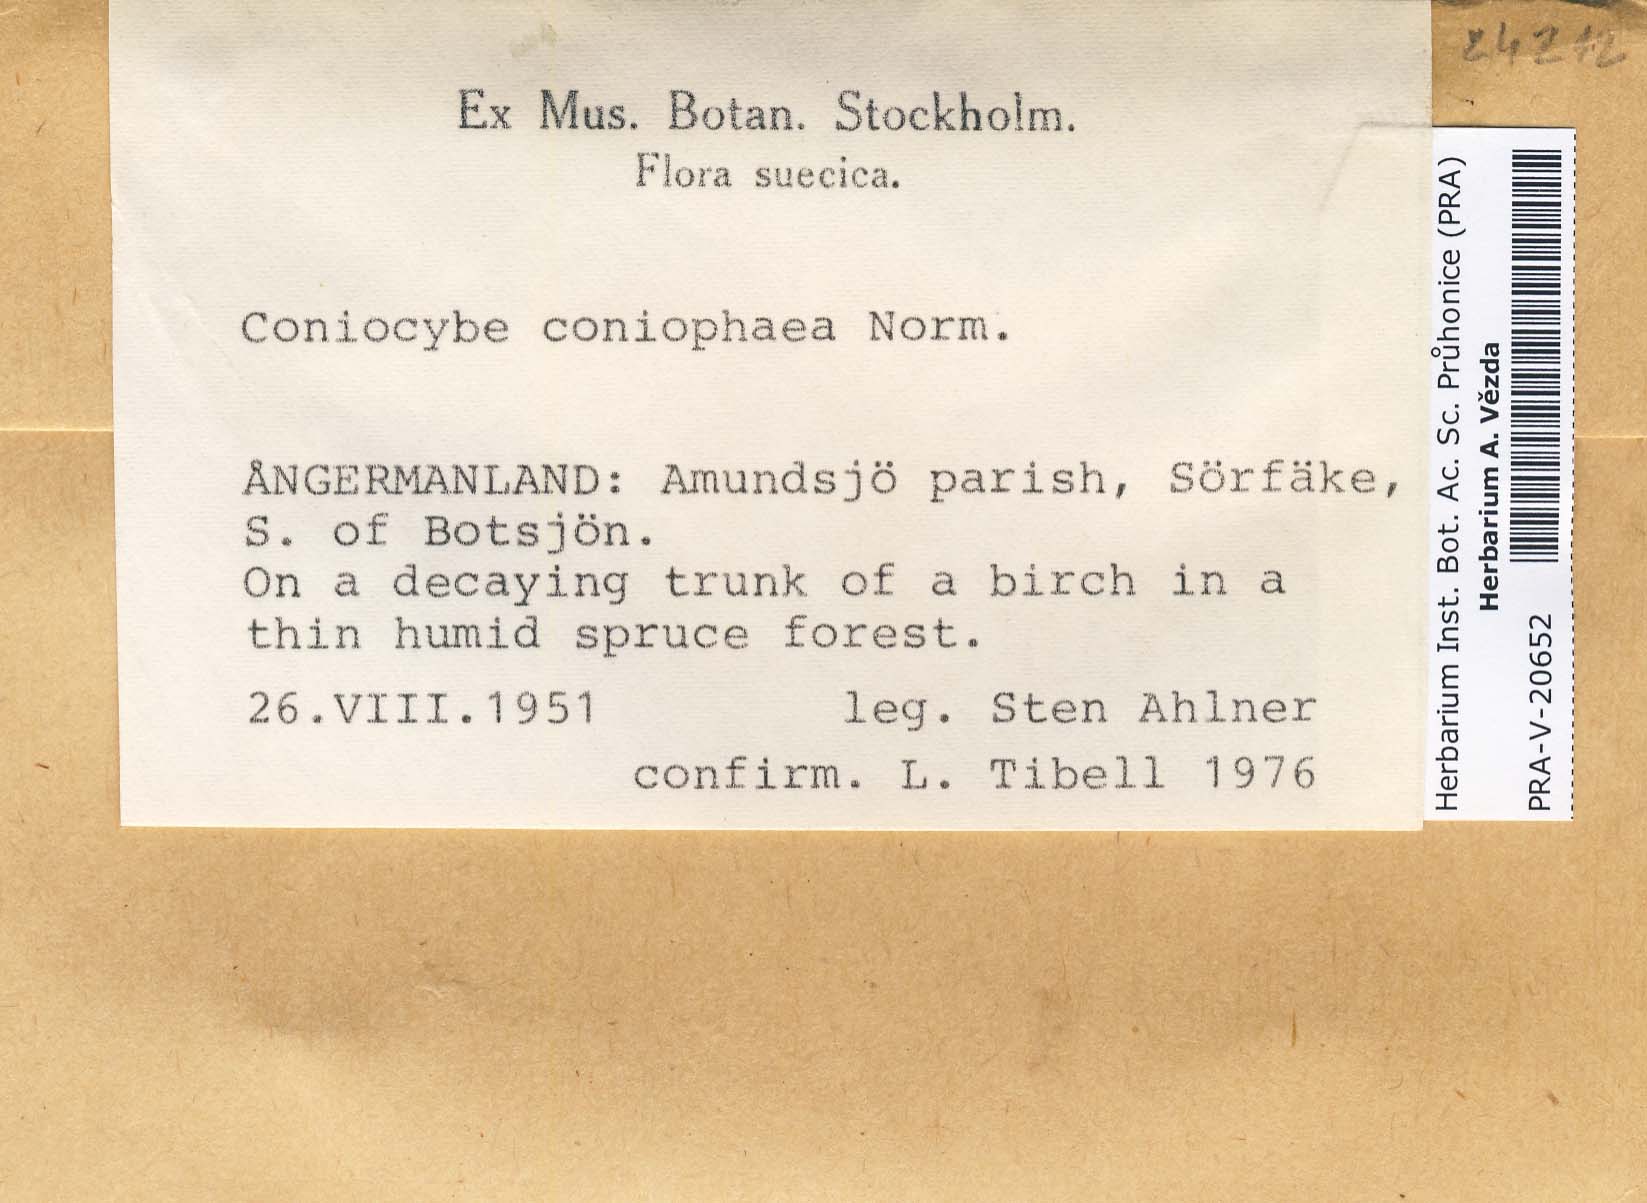 Ex Mus. Botan. Stockholm.
Flora suecica.
Coniocybe coniophaea Norm.
ÅNGERMANLAND: Amundsjö parish, Sörfäke,
S. of Botsjön.
On a decaying trunk of a birch in a
thin humid spruce forest.
26.VIII.1951 leg. Sten Ahlner
confirm. L. Tibell 1976
Herbarium Inst. Bot. Ac. Sc. Průhonice (PRA)
Herbarium A. Vězda
PRA-V-20652